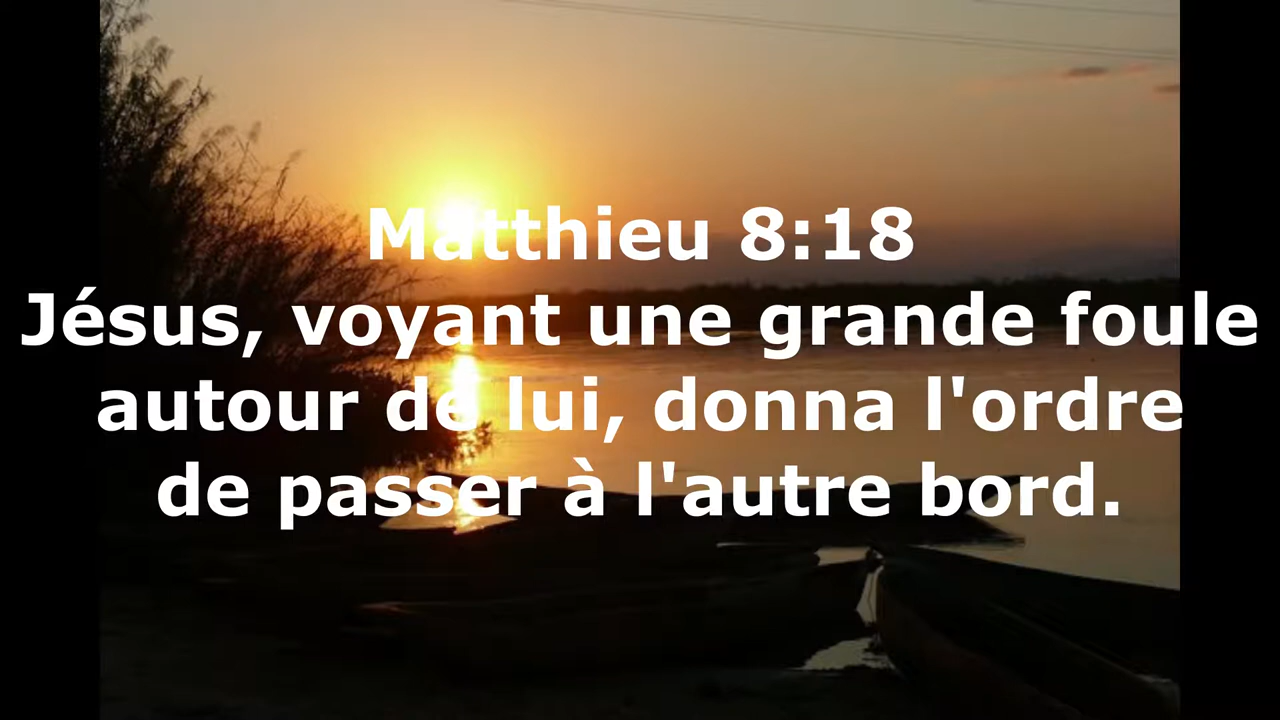 Matthieu 8:18
Jésus, voyant une grande foule
autour de lui, donna l'ordre
de passer à l'autre bord.